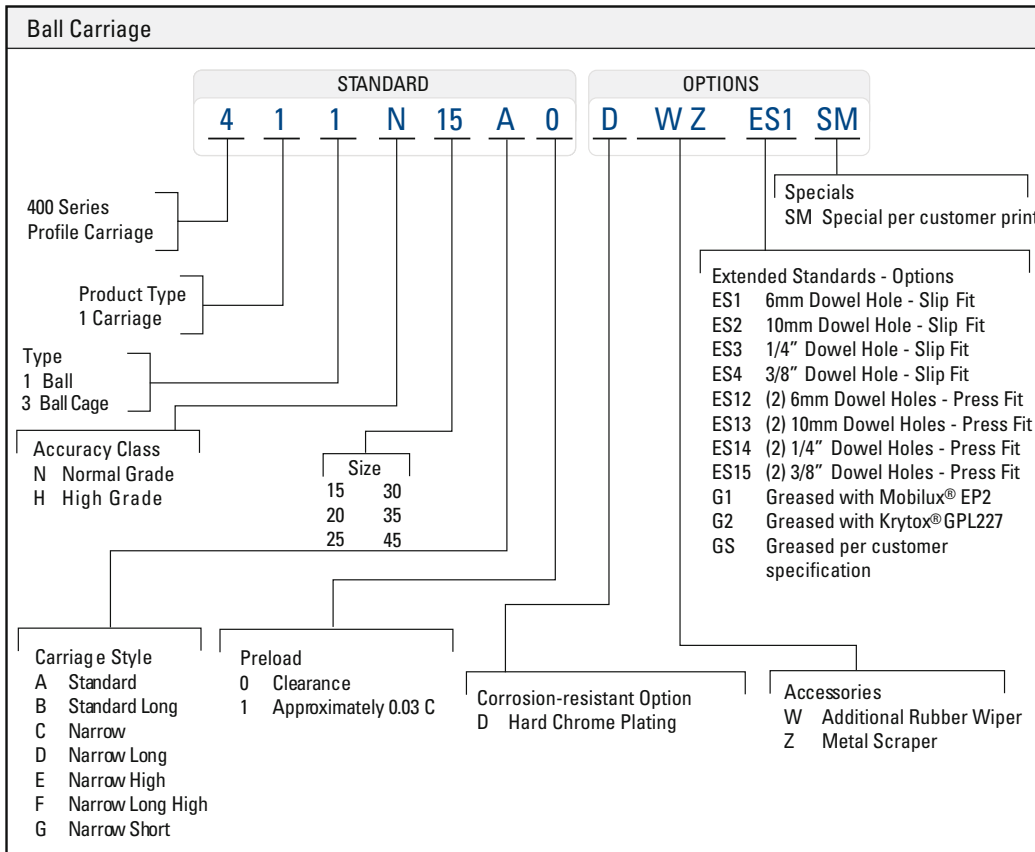 Ball Carriage
STANDARD
OPTIONS
4 1 1 N 15 A 0 D W Z ES1 SM
400 Series
Profile Carriage
Product Type
1 Carriage
Type
1 Ball
3 Ball Cage
Accuracy Class
N Normal Grade
H High Grade
Size
15 30
20 35
25 45
Specials
SM Special per customer print
Extended Standards - Options
ES1 6mm Dowel Hole - Slip Fit
ES2 10mm Dowel Hole - Slip Fit
ES3 1/4” Dowel Hole - Slip Fit
ES4 3/8” Dowel Hole - Slip Fit
ES12 (2) 6mm Dowel Holes - Press Fit
ES13 (2) 10mm Dowel Holes - Press Fit
ES14 (2) 1/4” Dowel Holes - Press Fit
ES15 (2) 3/8” Dowel Holes - Press Fit
G1 Greased with Mobilux® EP2
G2 Greased with Krytox® GPL227
GS Greased per customer
specification
Carriage Style
A Standard
B Standard Long
C Narrow
D Narrow Long
E Narrow High
F Narrow Long High
G Narrow Short
Preload
0 Clearance
1 Approximately 0.03 C
Corrosion-resistant Option
D Hard Chrome Plating
Accessories
W Additional Rubber Wiper
Z Metal Scraper